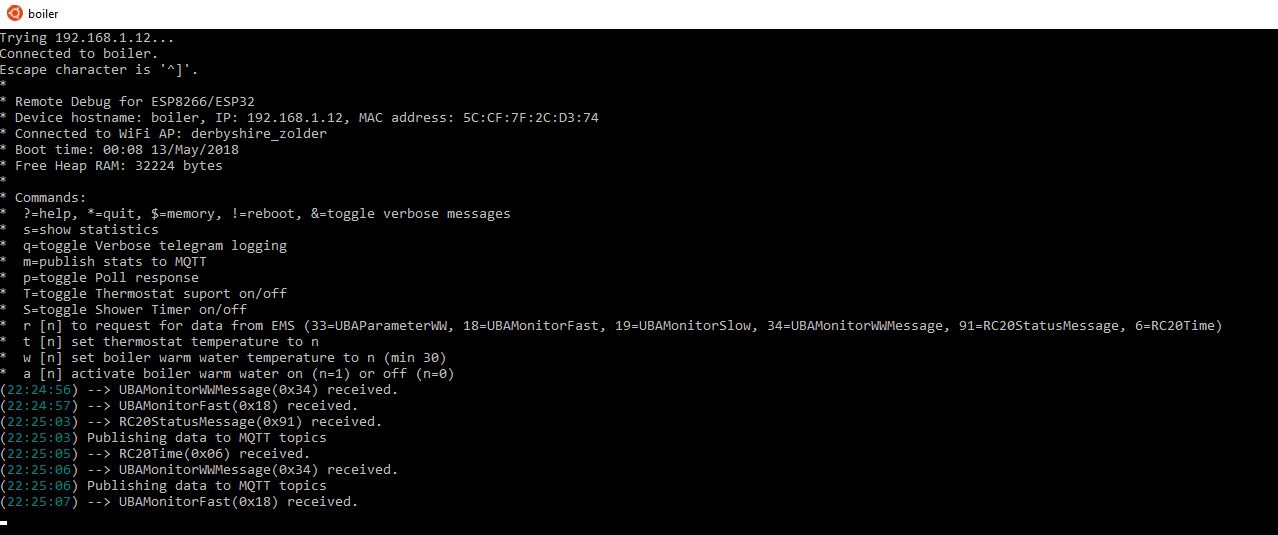 boiler
Trying 192.168.1.12...
Connected to boiler.
Escape character is '^]'.
*
* Remote Debug for ESP8266/ESP32
* Device hostname: boiler, IP: 192.168.1.12, MAC address: 5C:CF:7F:2C:D3:74
* Connected to WiFi AP: derbyshire_zolder
* Boot time: 00:08 13/May/2018
* Free Heap RAM: 32224 bytes
*
* Commands:
*  ?=help, *=quit, $=memory, !=reboot, &=toggle verbose messages
*  s=show statistics
*  q=toggle Verbose telegram logging
*  m=publish stats to MQTT
*  p=toggle Poll response
*  T=toggle Thermostat suport on/off
*  S=toggle Shower Timer on/off
*  r [n] to request for data from EMS (33=UBAParameterWW, 18=UBAMonitorFast, 19=UBAMonitorSlow, 34=UBAMonitorWWMessage, 91=RC20StatusMessage, 6=RC20Time)
*  t [n] set thermostat temperature to n
*  w [n] set boiler warm water temperature to n (min 30)
*  a [n] activate boiler warm water on (n=1) or off (n=0)
(22:24:56) --> UBAMonitorWWMessage(0x34) received.
(22:24:57) --> UBAMonitorFast(0x18) received.
(22:25:03) --> RC20StatusMessage(0x91) received.
(22:25:03) Publishing data to MQTT topics
(22:25:05) --> RC20Time(0x06) received.
(22:25:06) --> UBAMonitorWWMessage(0x34) received.
(22:25:06) Publishing data to MQTT topics
(22:25:07) --> UBAMonitorFast(0x18) received.